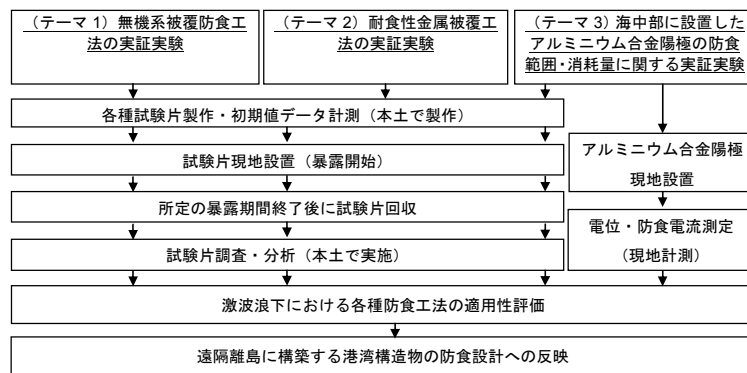 （テーマ 1）無機系被覆防食工
法の実証実験
（テーマ 2）耐食性金属被覆工
法の実証実験
（テーマ 3）海中部に設置した
アルミニウム合金陽極の防食
範囲・消耗量に関する実証実験
各種試験片製作・初期値データ計測（本土で製作）
試験片現地設置（暴露開始）
アルミニウム合金陽極
現地設置
所定の暴露期間終了後に試験片回収
試験片調査・分析（本土で実施）
電位・防食電流測定
（現地計測）
激波浪下における各種防食工法の適用性評価
遠隔離島に構築する港湾構造物の防食設計への反映